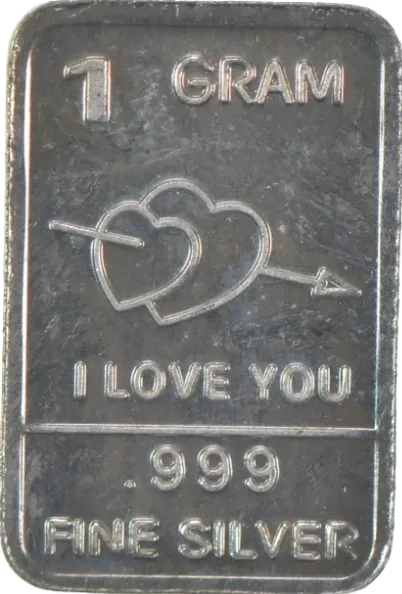 1 GRAM
I LOVE YOU
.999
FINE SILVER